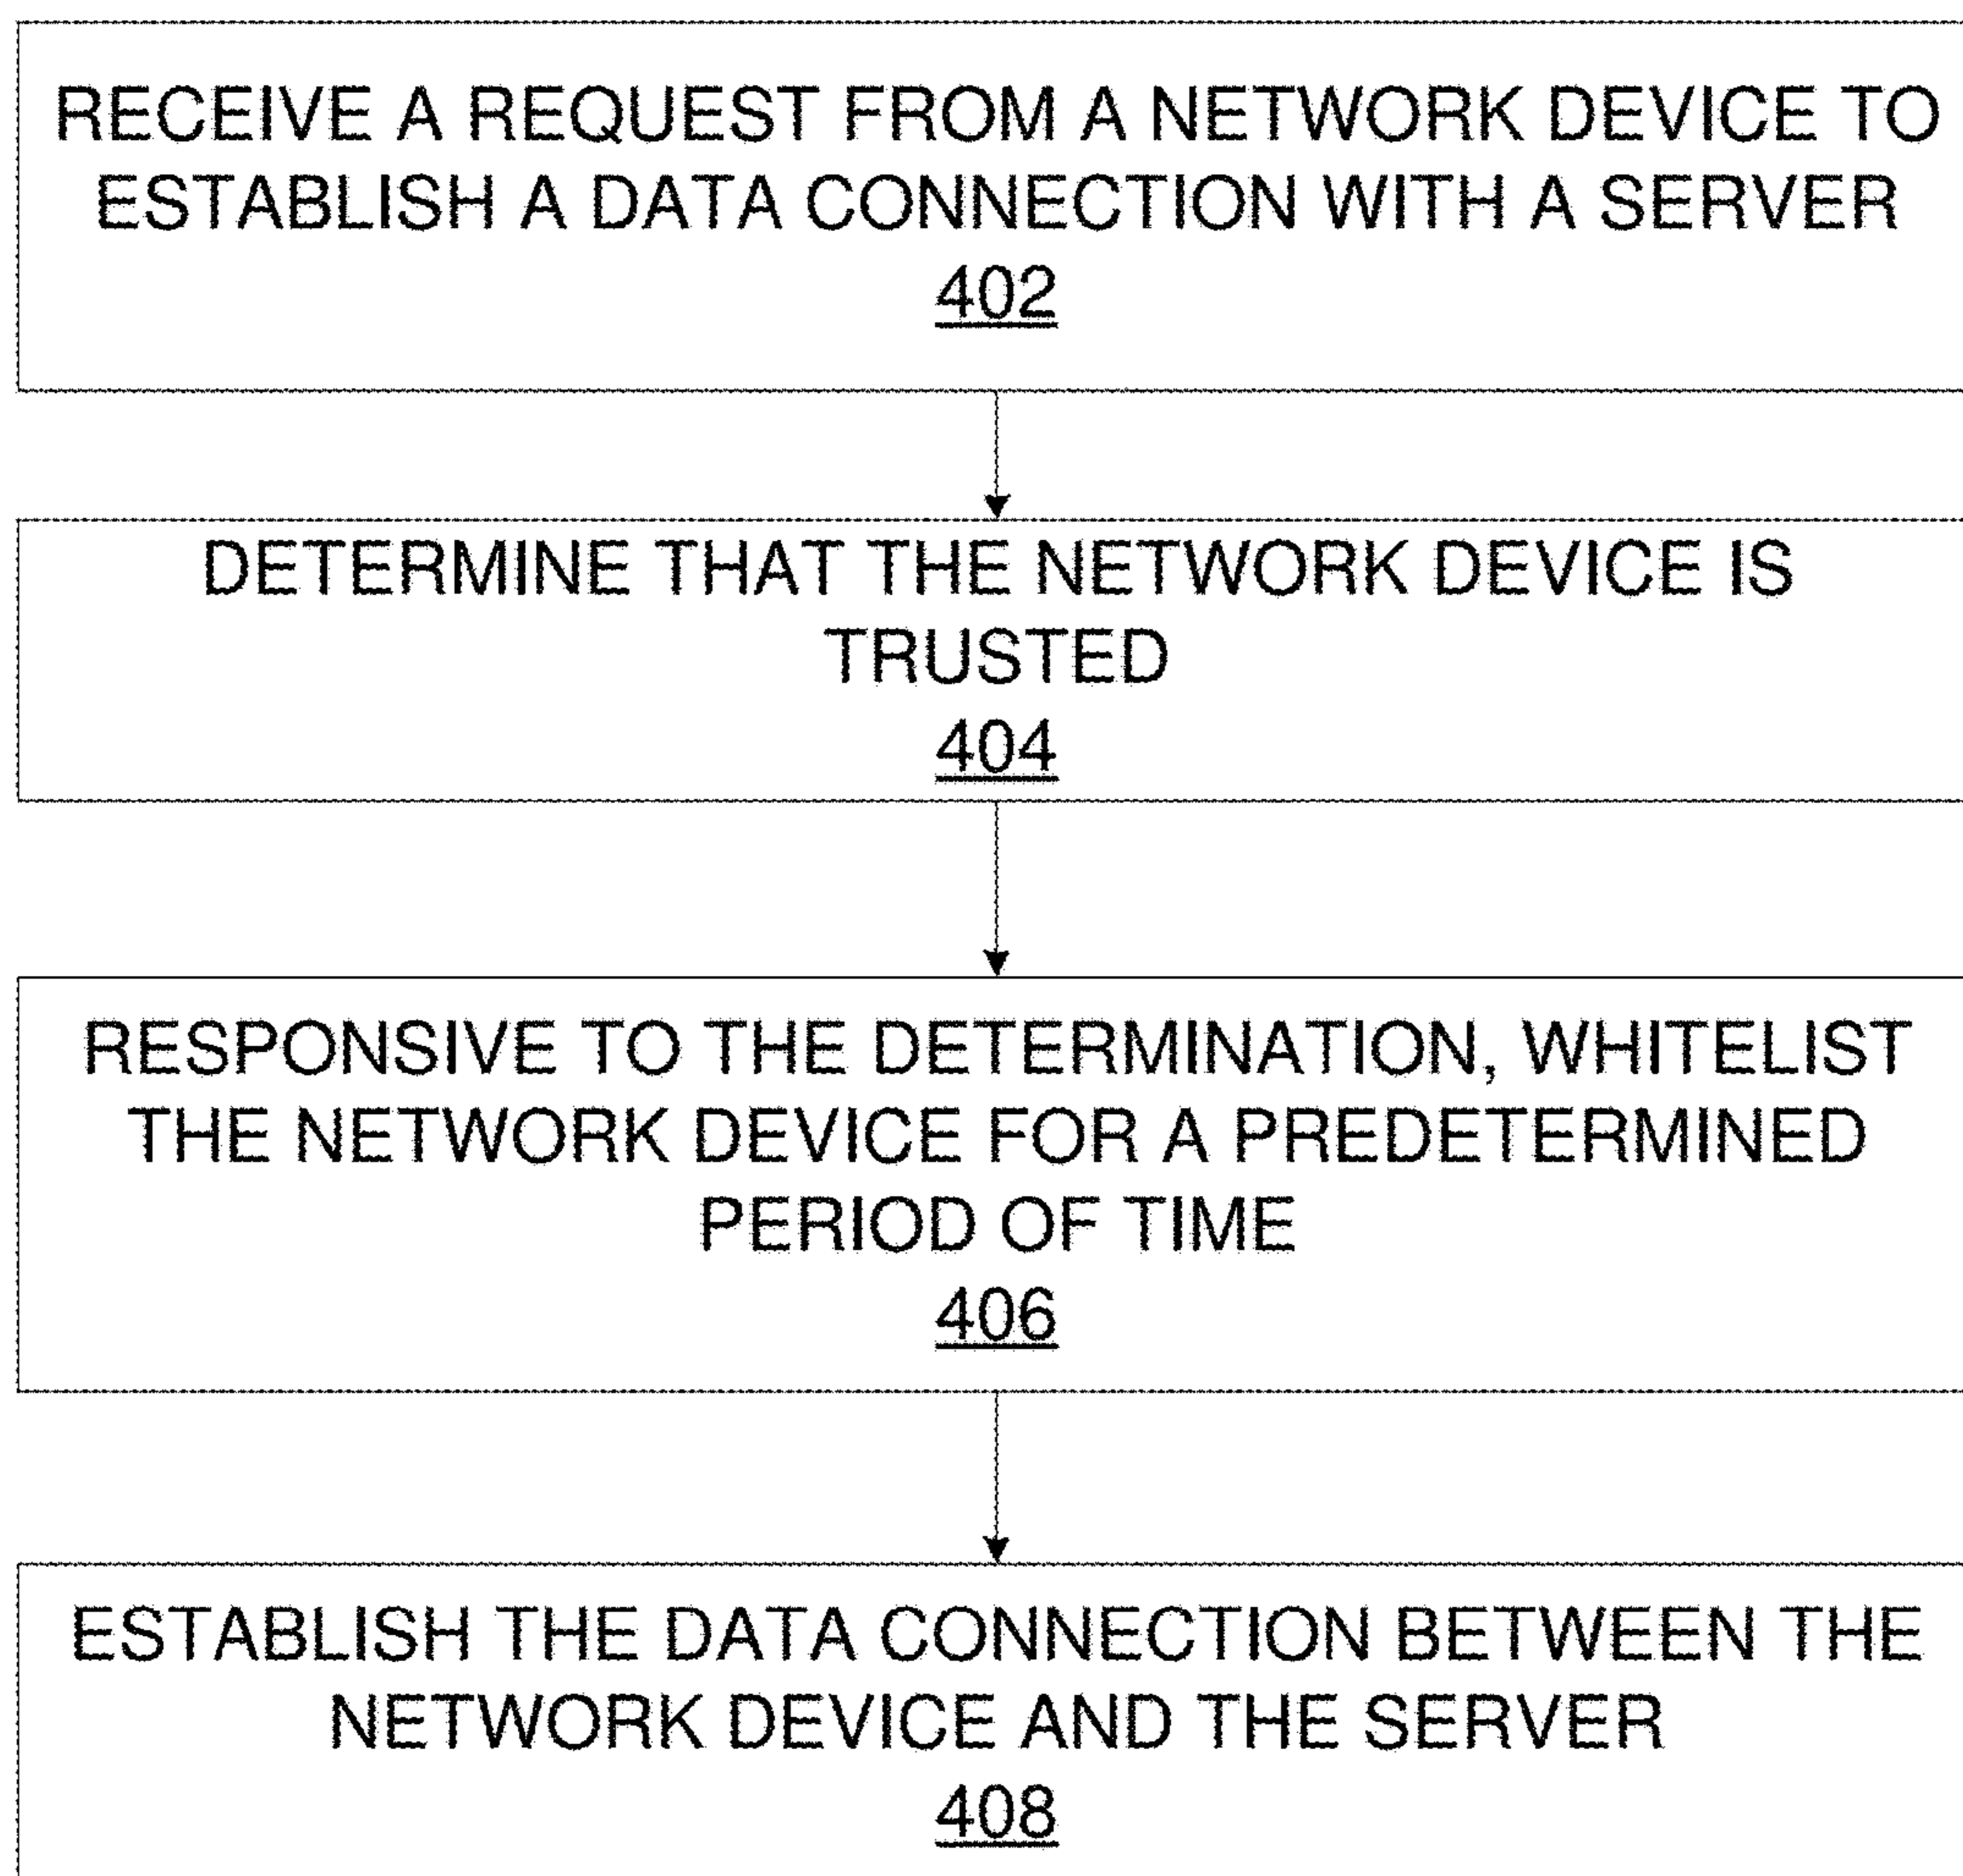 RECEIVE A REQUEST FROM A NETWORK DEVICE TO
ESTABLISH A DATA CONNECTION WITH A SERVER
402
DETERMINE THAT THE NETWORK DEVICE IS
TRUSTED
404
RESPONSIVE TO THE DETERMINATION, WHITELIST
THE NETWORK DEVICE FOR A PREDETERMINED
PERIOD OF TIME
406
ESTABLISH THE DATA CONNECTION BETWEEN THE
NETWORK DEVICE AND THE SERVER
408